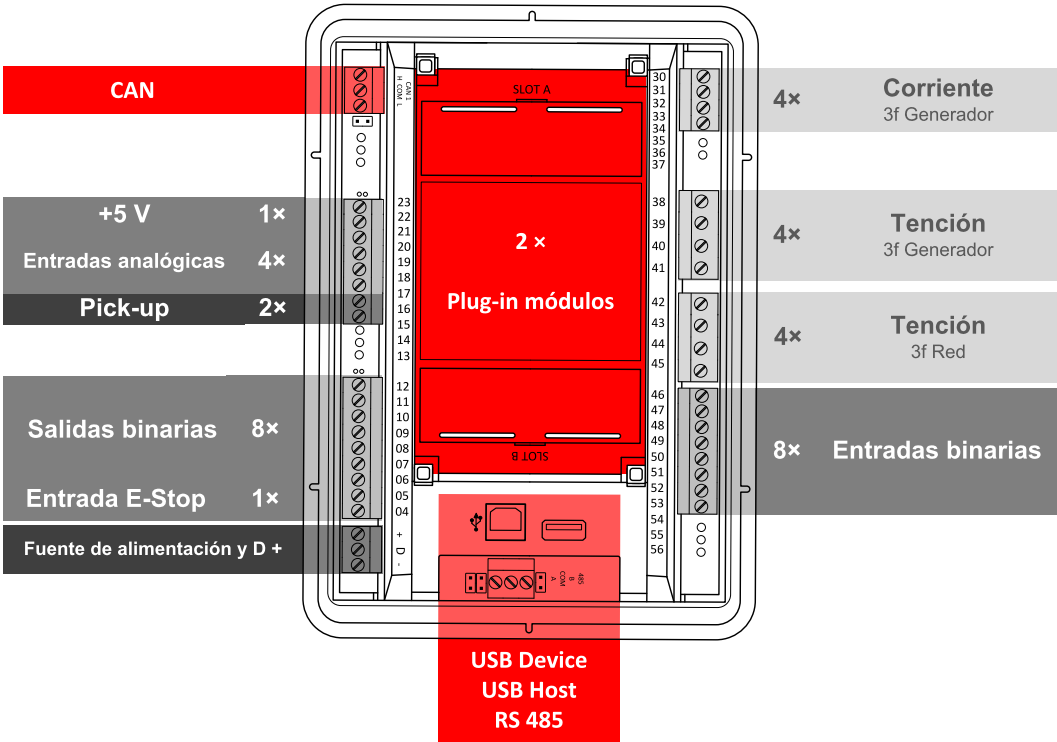 CAN
+5 V 1×
Entradas analógicas 4×
Pick-up 2×
Salidas binarias 8×
Entrada E-Stop 1×
Fuente de alimentación y D +
CAN 1
H COM L
23
22
21
20
19
18
17
16
15
14
13
12
11
10
09
08
07
06
05
04
+
D
-
SLOT A
2 ×
Plug-in módulos
SLOT B
485
B
COM
A
USB Device
USB Host
RS 485
30
31
32
33
34
35
36
37
38
39
40
41
42
43
44
45
46
47
48
49
50
51
52
53
54
55
56
4× Corriente
3f Generador
4× Tención
3f Generador
4× Tención
3f Red
8× Entradas binarias